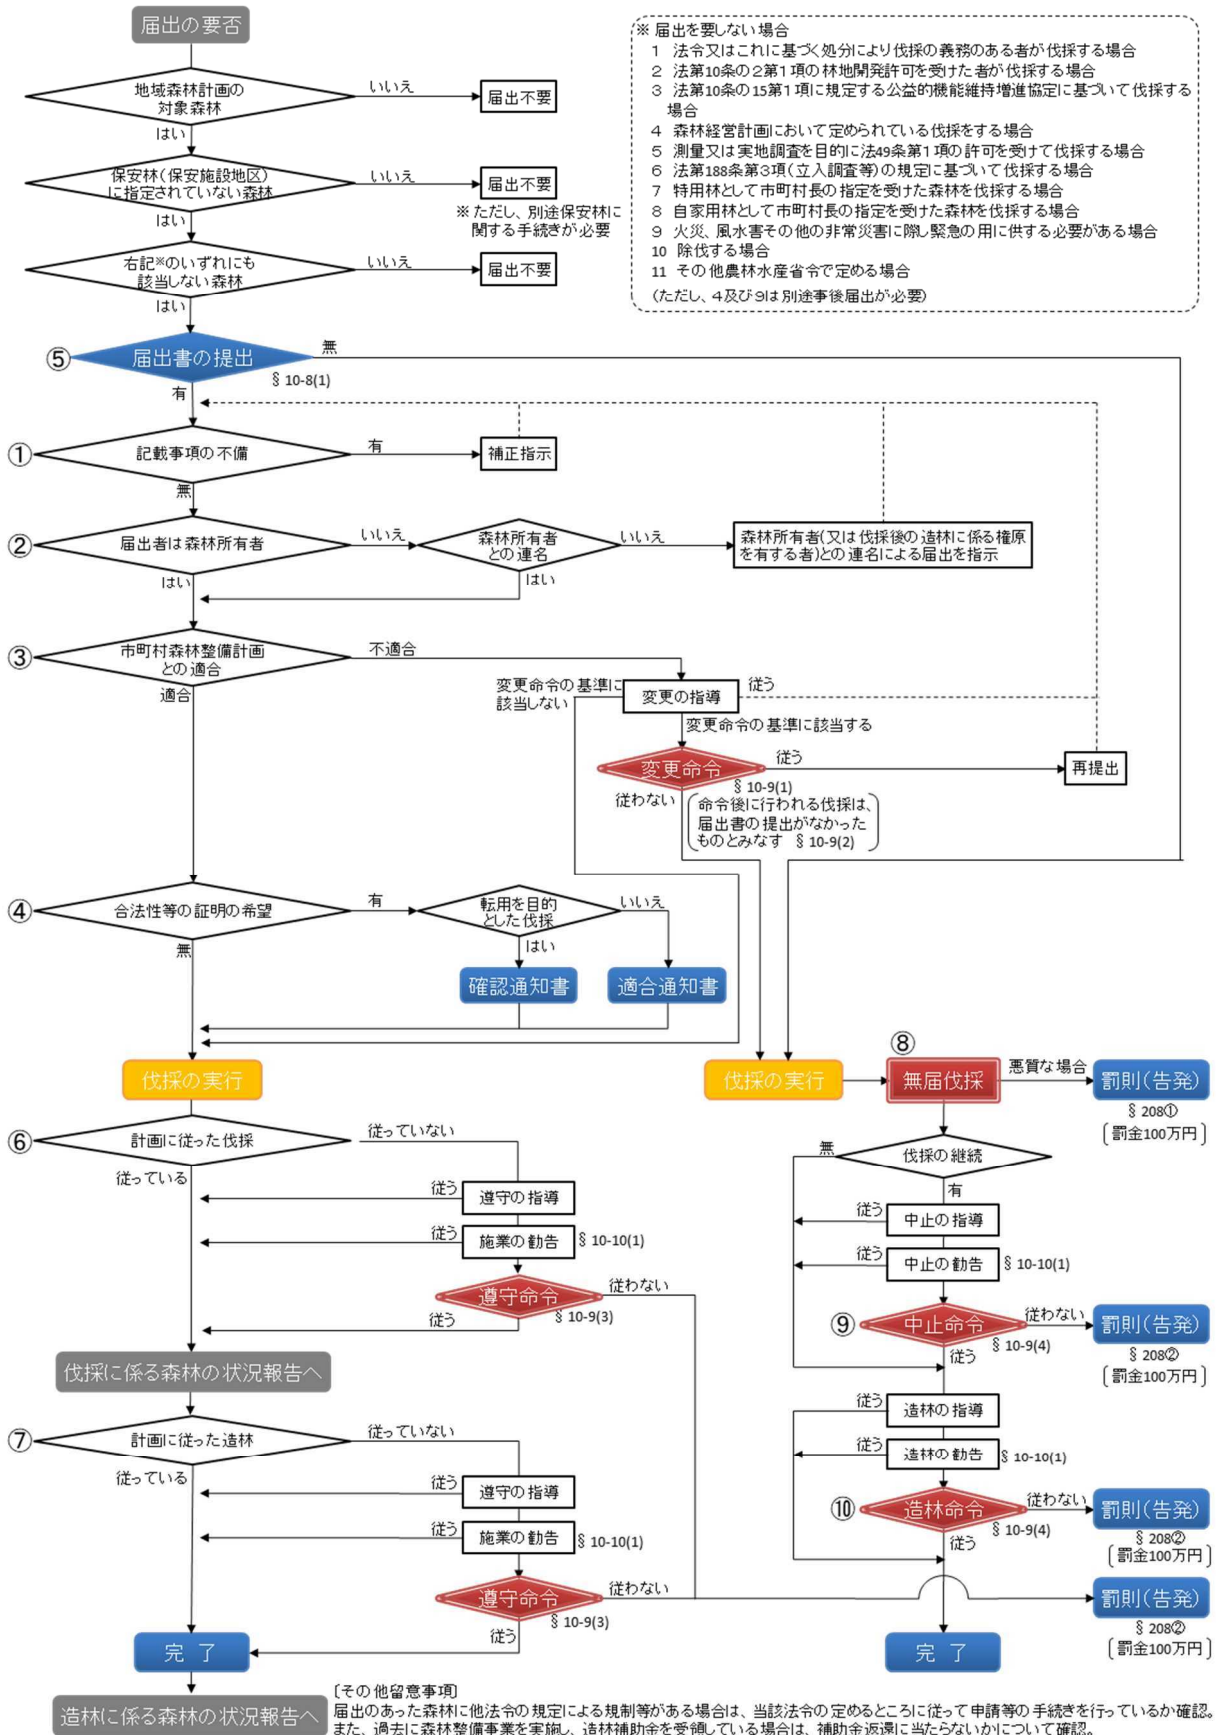 届出の要否
※ 届出を要しない場合
1 法令又はこれに基づく処分により伐採の義務のある者が伐採する場合
2 法第10条の2第1項の林地開発許可を受けた者が伐採する場合
3 法第10条の15第1項に規定する公益的機能維持増進協定に基づいて伐採する
場合
4 森林経営計画において定められている伐採をする場合
5 測量又は実地調査を目的に法49条第1項の許可を受けて伐採する場合
6 法第188条第3項(立入調査等)の規定に基づいて伐採する場合
7 特用林として市町村長の指定を受けた森林を伐採する場合
8 自家用林として市町村長の指定を受けた森林を伐採する場合
9 火災、風水害その他の非常災害に際し緊急の用に供する必要がある場合
10 除伐する場合
11 その他農林水産省令で定める場合
(ただし、4及び9は別途事後届出が必要)
地域森林計画の
対象森林
いいえ
届出不要
はい
保安林(保安施設地区)
に指定されていない森林
いいえ
届出不要
※ただし、別途保安林に
関する手続きが必要
はい
右記※のいずれにも
該当しない森林
いいえ
届出不要
はい
⑤
届出書の提出
無
§ 10-8(1)
有
①
記載事項の不備
有
補正指示
無
②
届出者は森林所有者
いいえ
森林所有者
との連名
いいえ
森林所有者(又は伐採後の造林に係る権原
を有する者)との連名による届出を指示
はい
はい
③
市町村森林整備計画
との適合
不適合
適合
変更命令の基準に
該当しない
変更の指導
従う
変更命令の基準に該当する
変更命令
従う
再提出
§ 10-9(1)
従わない
命令後に行われる伐採は、
届出書の提出がなかった
ものとみなす § 10-9(2)
④
合法性等の証明の希望
有
転用を目的
とした伐採
いいえ
無
はい
確認通知書
適合通知書
伐採の実行
伐採の実行
⑧
無届伐採
悪質な場合
罰則(告発)
§ 208①
〔罰金100万円〕
⑥
計画に従った伐採
従っていない
従っている
従う
遵守の指導
従う
施業の勧告
§ 10-10(1)
遵守命令
従わない
§ 10-9(3)
従う
無
伐採の継続
有
従う
中止の指導
従う
中止の勧告
§ 10-10(1)
⑨
中止命令
従わない
罰則(告発)
§ 10-9(4)
§ 208②
〔罰金100万円〕
従う
伐採に係る森林の状況報告へ
⑦
計画に従った造林
従っていない
従っている
従う
遵守の指導
従う
施業の勧告
§ 10-10(1)
遵守命令
従わない
§ 10-9(3)
従う
従う
造林の指導
従う
造林の勧告
§ 10-10(1)
⑩
造林命令
従わない
罰則(告発)
§ 10-9(4)
§ 208②
〔罰金100万円〕
従う
罰則(告発)
§ 208②
〔罰金100万円〕
完 了
完 了
造林に係る森林の状況報告へ
〔その他留意事項〕
届出のあった森林に他法令の規定による規制等がある場合は、当該法令の定めるところに従って申請等の手続きを行っているか確認。
また、過去に森林整備事業を実施し、造林補助金を受領している場合は、補助金返還に当たらないかについて確認。